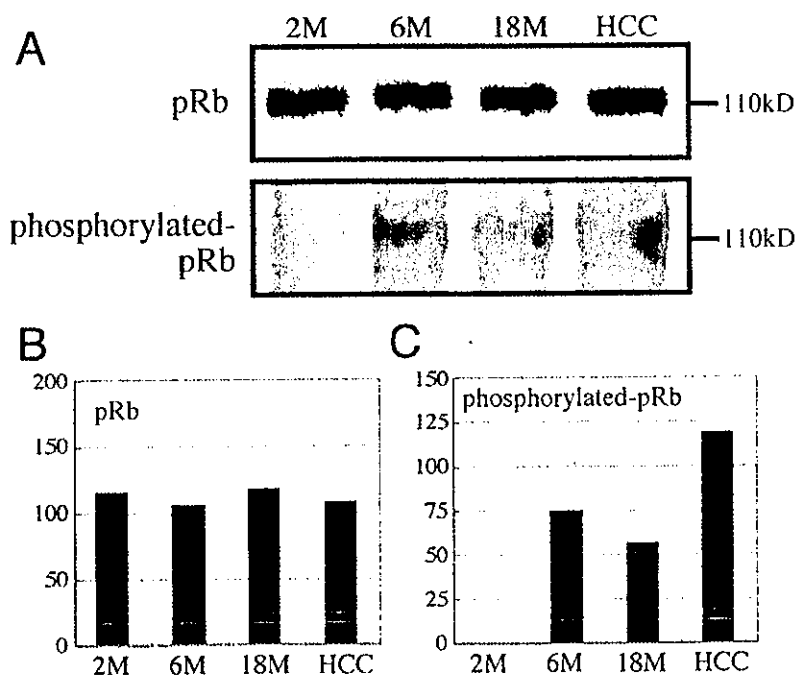 A
2M 6M 18M HCC
pRb
110kD
phosphorylated-
pRb
110kD
B
200
150
100
50
0
pRb
2M 6M 18M HCC
C
150
125
100
75
50
25
0
phosphorylated-pRb
2M 6M 18M HCC